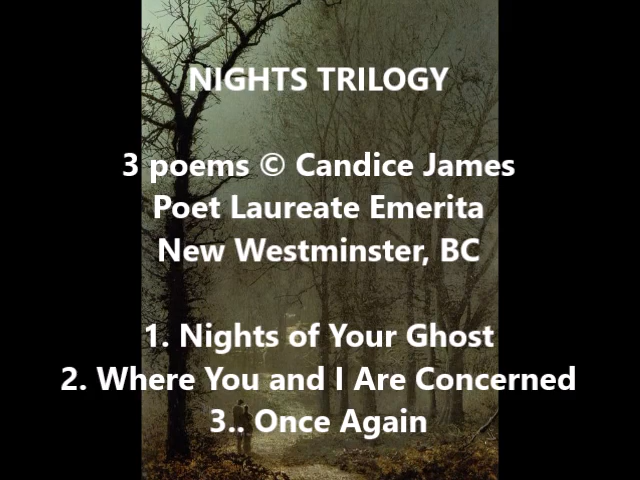 NIGHTS TRILOGY
3 poems © Candice James
Poet Laureate Emerita
New Westminster, BC
1. Nights of Your Ghost
2. Where You and I Are Concerned
3.. Once Again